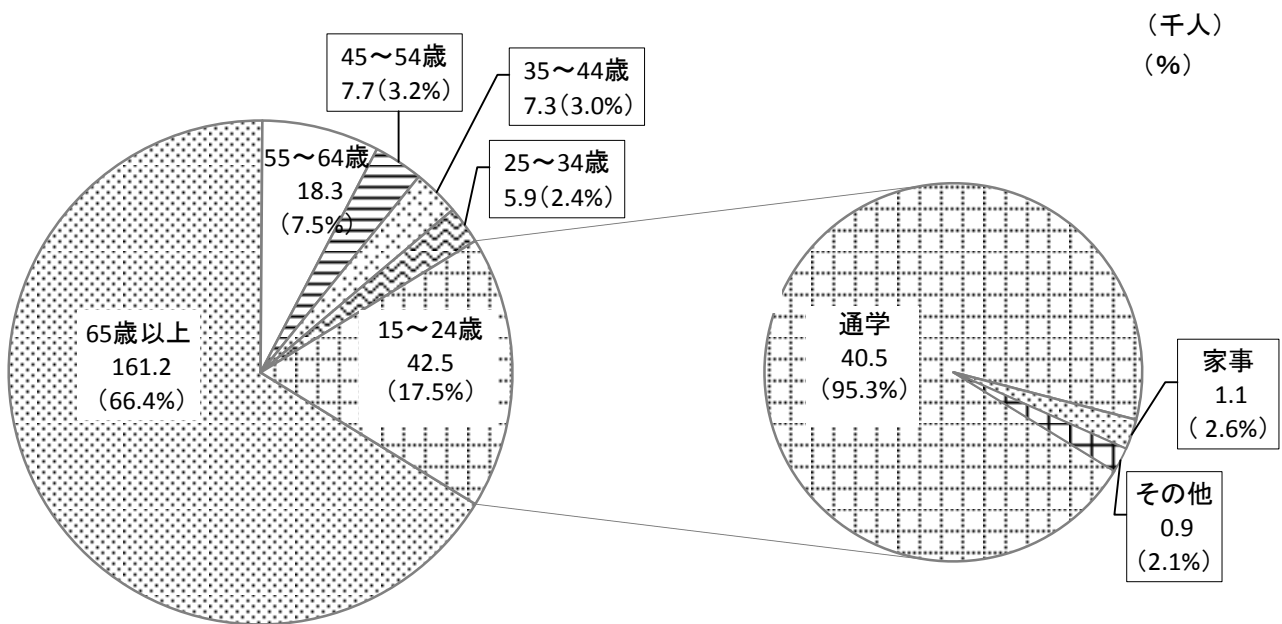 （千人）
（%）
45～54歳
7.7（3.2%）
35～44歳
7.3（3.0%）
25～34歳
5.9（2.4%）
55～64歳
18.3
（7.5%）
65歳以上
161.2
（66.4%）
15～24歳
42.5
（17.5%）
通学
40.5
（95.3%）
家事
1.1
（ 2.6%）
その他
0.9
（2.1%）